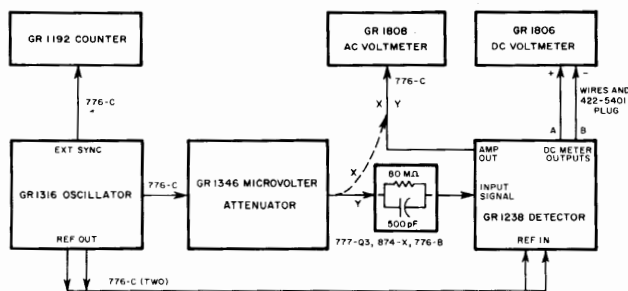 GR 1192 COUNTER
GR 1808
AC VOLTMETER
GR 1806
DC VOLTMETER
776-C
776-C
+
-
WIRES AND
422-5401
PLUG
X
Y
A
B
EXT SYNC
GR 1316 OSCILLATOR
REF OUT
776-C
GR 1346 MICROVOLTER
ATTENUATOR
X
Y
80 MΩ
500 pF
777-Q3, 874-X, 776-B
AMP
OUT
DC METER
OUTPUTS
INPUT
SIGNAL
GR 1238 DETECTOR
REF IN
776-C (TWO)